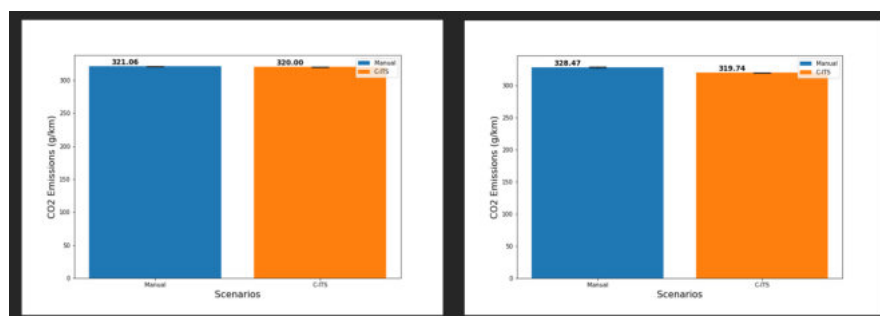 321.06
320.00
Manual
C-ITS
300
250
200
150
100
50
0
CO2 Emissions (g/km)
Manual
C-ITS
Scenarios
328.47
319.74
Manual
C-ITS
300
250
200
150
100
50
0
CO2 Emissions (g/km)
Manual
C-ITS
Scenarios